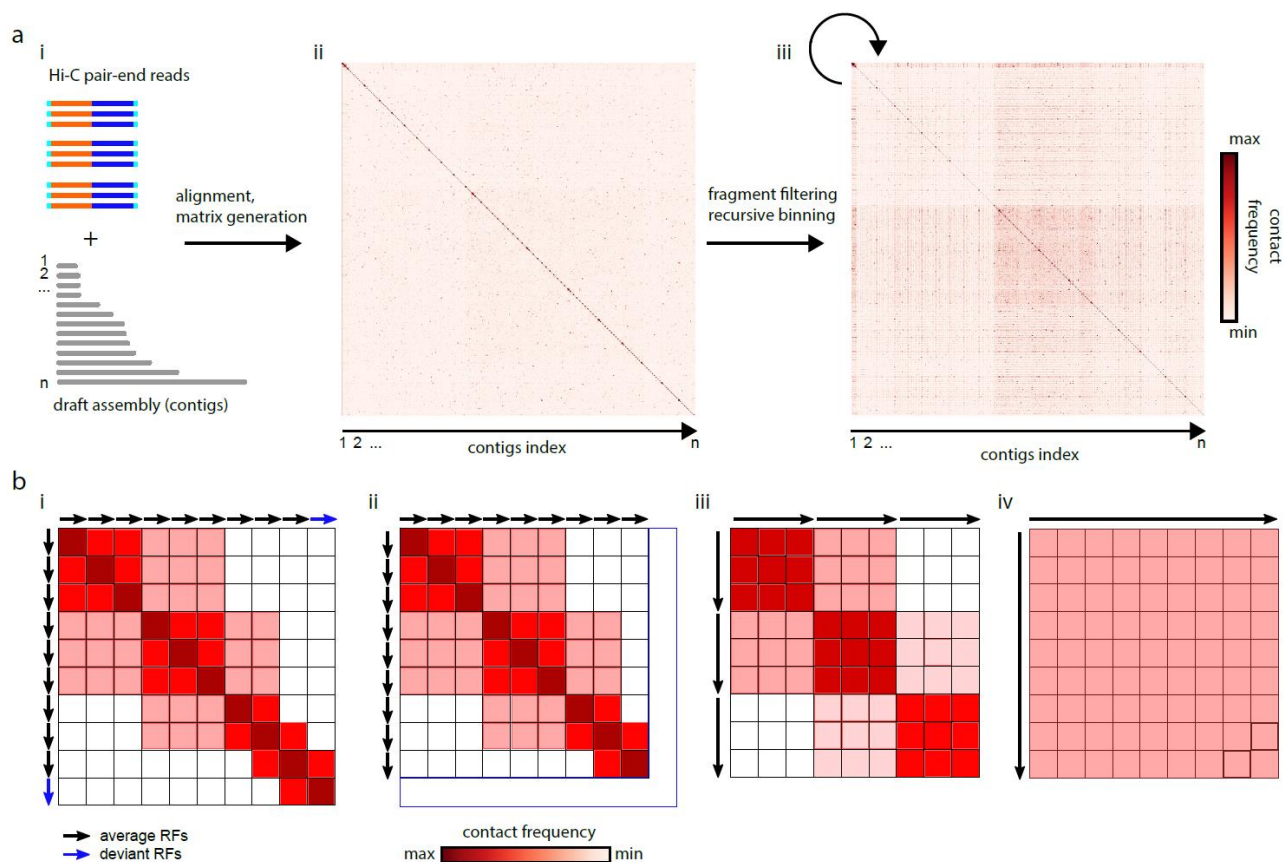 a
i
Hi-C pair-end reads
+
1
2
...
n
draft assembly (contigs)
alignment,
matrix generation
ii
1 2 ... n
contigs index
fragment filtering
recursive binning
iii
1 2 ... n
contigs index
max
contact
frequency
min
b
i
ii
iii
iv
average RFs
deviant RFs
contact frequency
max min